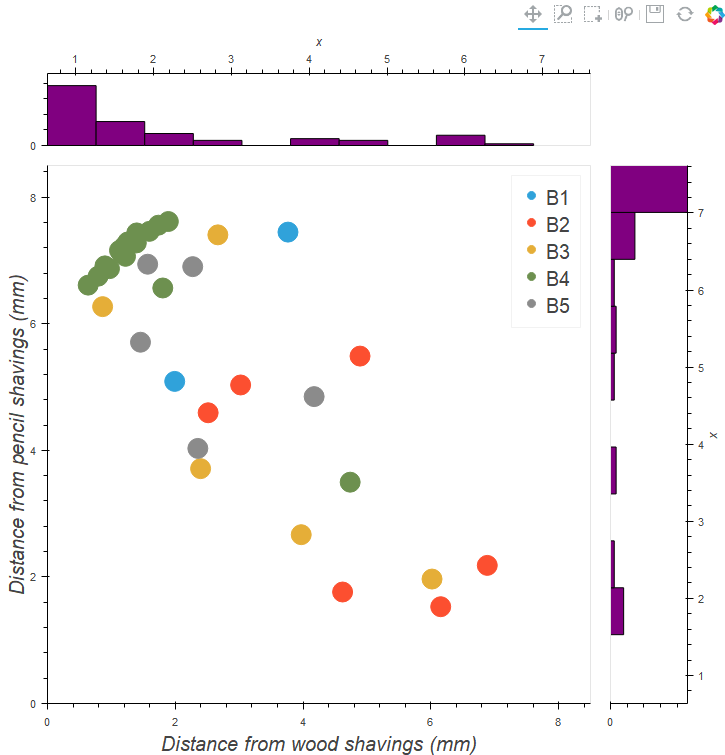 x
1 2 3 4 5 6 7
0
8
6
4
2
0
Distance from pencil shavings (mm)
B1
B2
B3
B4
B5
0 2 4 6 8
Distance from wood shavings (mm)
7
6
5
4
3
2
1
x
0